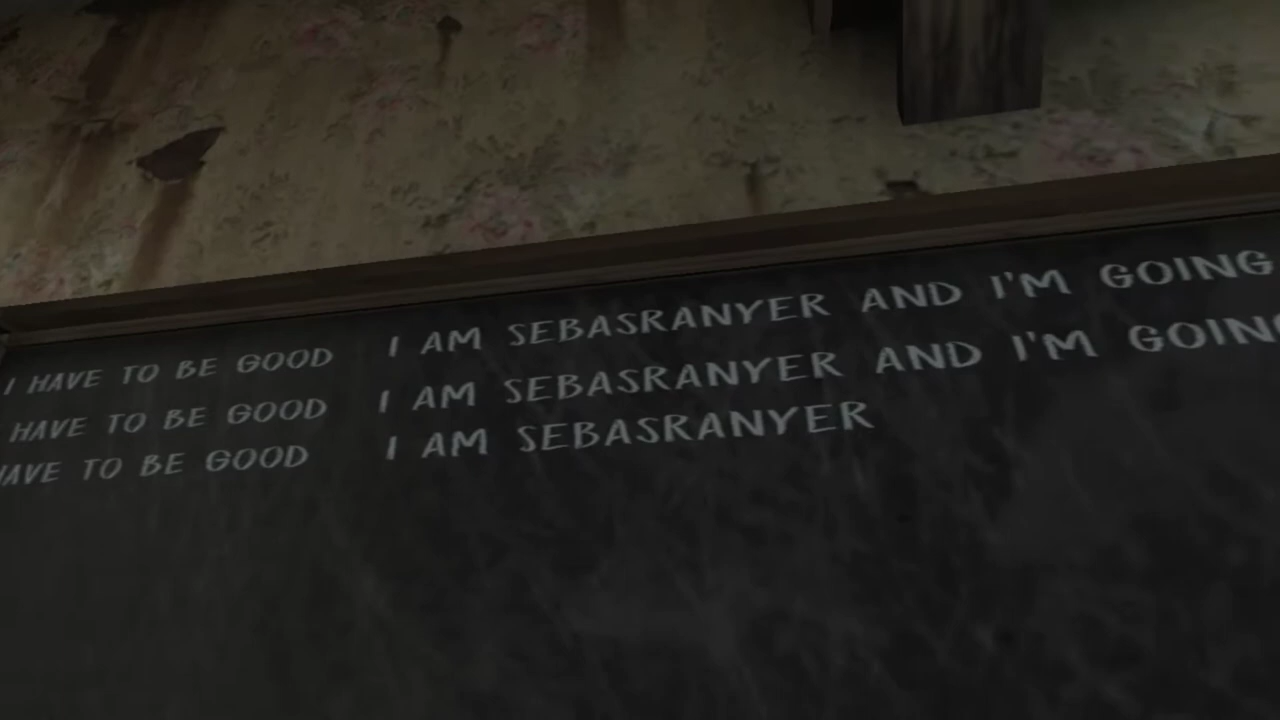 I HAVE TO BE GOOD I AM SEBASRANYER AND I'M GOING
HAVE TO BE GOOD I AM SEBASRANYER AND I'M GOING
HAVE TO BE GOOD I AM SEBASRANYER